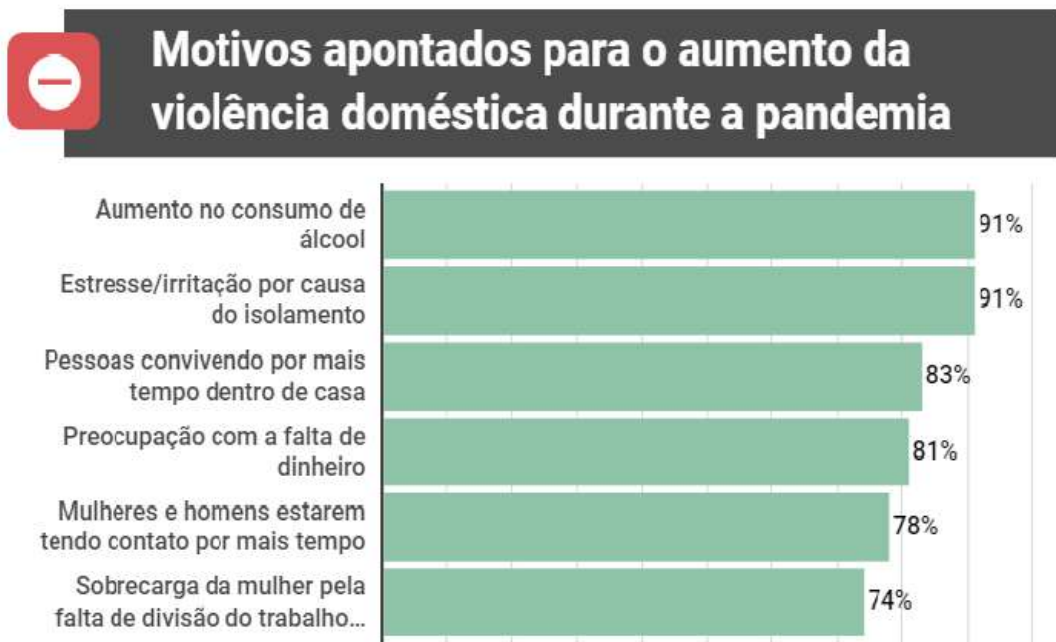 Motivos apontados para o aumento da
violência doméstica durante a pandemia
Aumento no consumo de
álcool
91%
Estresse/irritação por causa
do isolamento
91%
Pessoas convivendo por mais
tempo dentro de casa
83%
Preocupação com a falta de
dinheiro
81%
Mulheres e homens estarem
tendo contato por mais tempo
78%
Sobrecarga da mulher pela
falta de divisão do trabalho...
74%